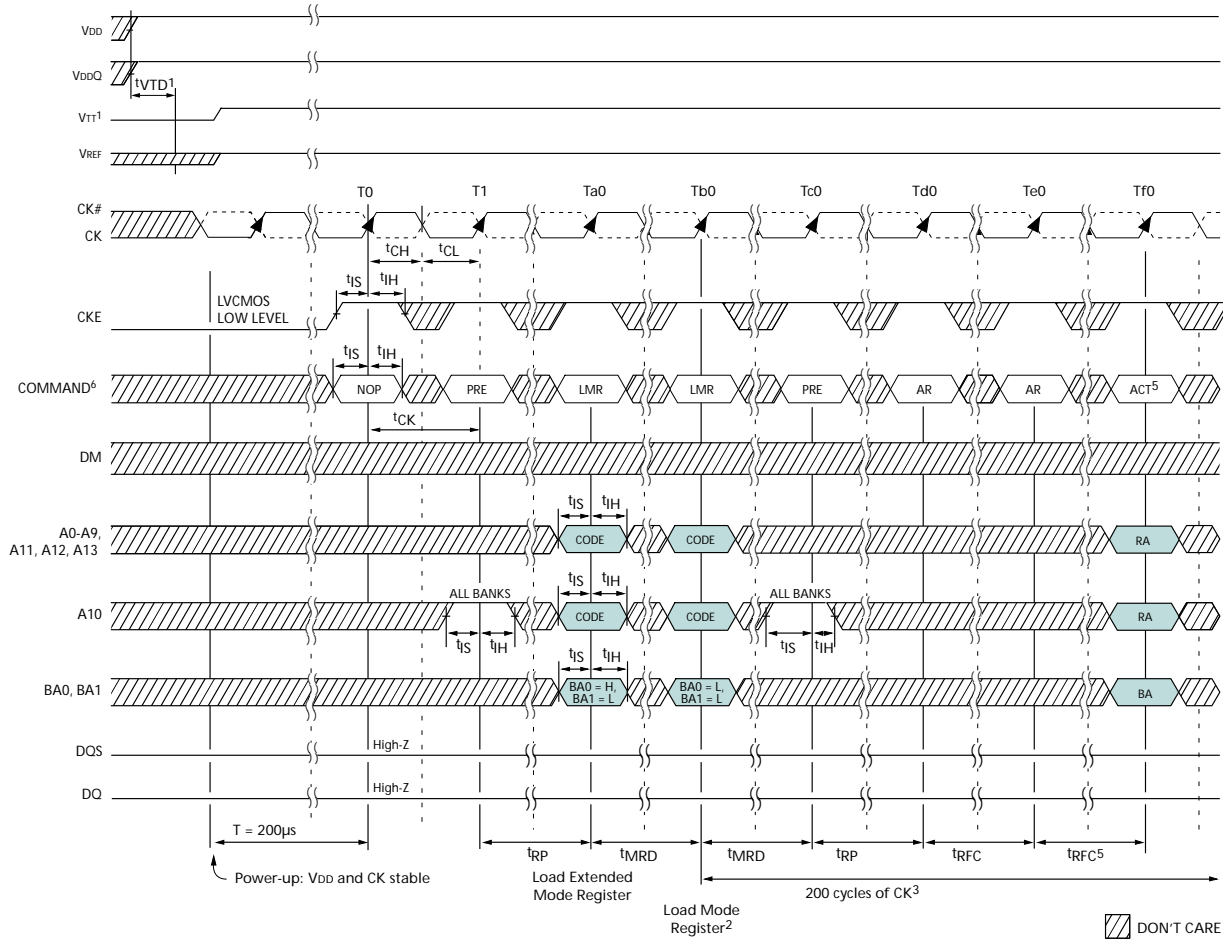 VDD
VDDQ
tVTD1
VTT1
VREF
T0 T1 Ta0 Tb0 Tc0 Td0 Te0 Tf0
CK#
CK
tCH tCL
tIS tIH
LVCMOS
LOW LEVEL
CKE
tIS tIH
COMMAND6 NOP PRE LMR LMR PRE AR AR ACT5
tCK
DM
tIS tIH
A0-A9,
A11, A12, A13
CODE CODE RA
tIS tIH
ALL BANKS ALL BANKS
A10 CODE CODE RA
tIS tIH tIS tIH
tIS tIH
BA0, BA1
BA0 = H,
BA1 = L
BA0 = L,
BA1 = L
BA
DQS High-Z
DQ High-Z
T = 200µs
tRP tMRD tMRD tRP tRFC tRFC5
Power-up: VDD and CK stable
Load Extended
Mode Register
200 cycles of CK3
Load Mode
Register2
DON'T CARE